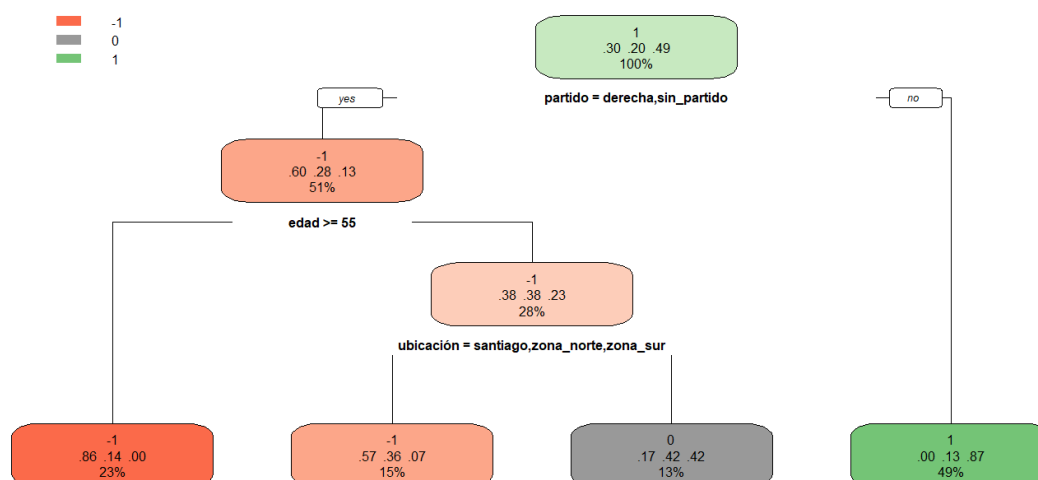 -1
0
1
1
.30 .20 .49
100%
partido = derecha,sin_partido
yes
no
-1
.60 .28 .13
51%
edad >= 55
-1
.38 .38 .23
28%
ubicación = santiago,zona_norte,zona_sur
-1
.86 .14 .00
23%
-1
.57 .36 .07
15%
0
.17 .42 .42
13%
1
.00 .13 .87
49%